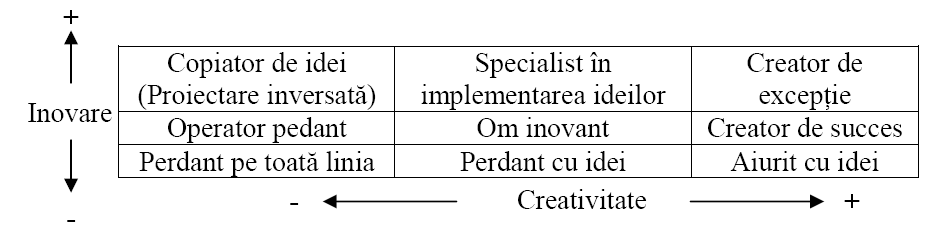 +
Copiator de idei
(Proiectare inversată)
Specialist în
implementarea ideilor
Creator de
excepție
Inovare
Operator pedant
Om inovant
Creator de succes
Perdant pe toată linia
Perdant cu idei
Aiurit cu idei
-
- Creativitate +